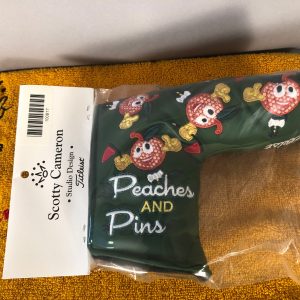 Scotty Cameron
• Studio Design •
Titleist
Peaches
AND
Pins